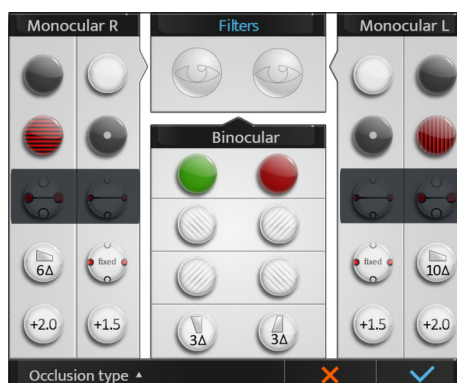 Monocular R
Filters
Monocular L
Binocular
6Δ
fixed
fixed
10Δ
+2.0
+1.5
3Δ
3Δ
+1.5
+2.0
Occlusion type